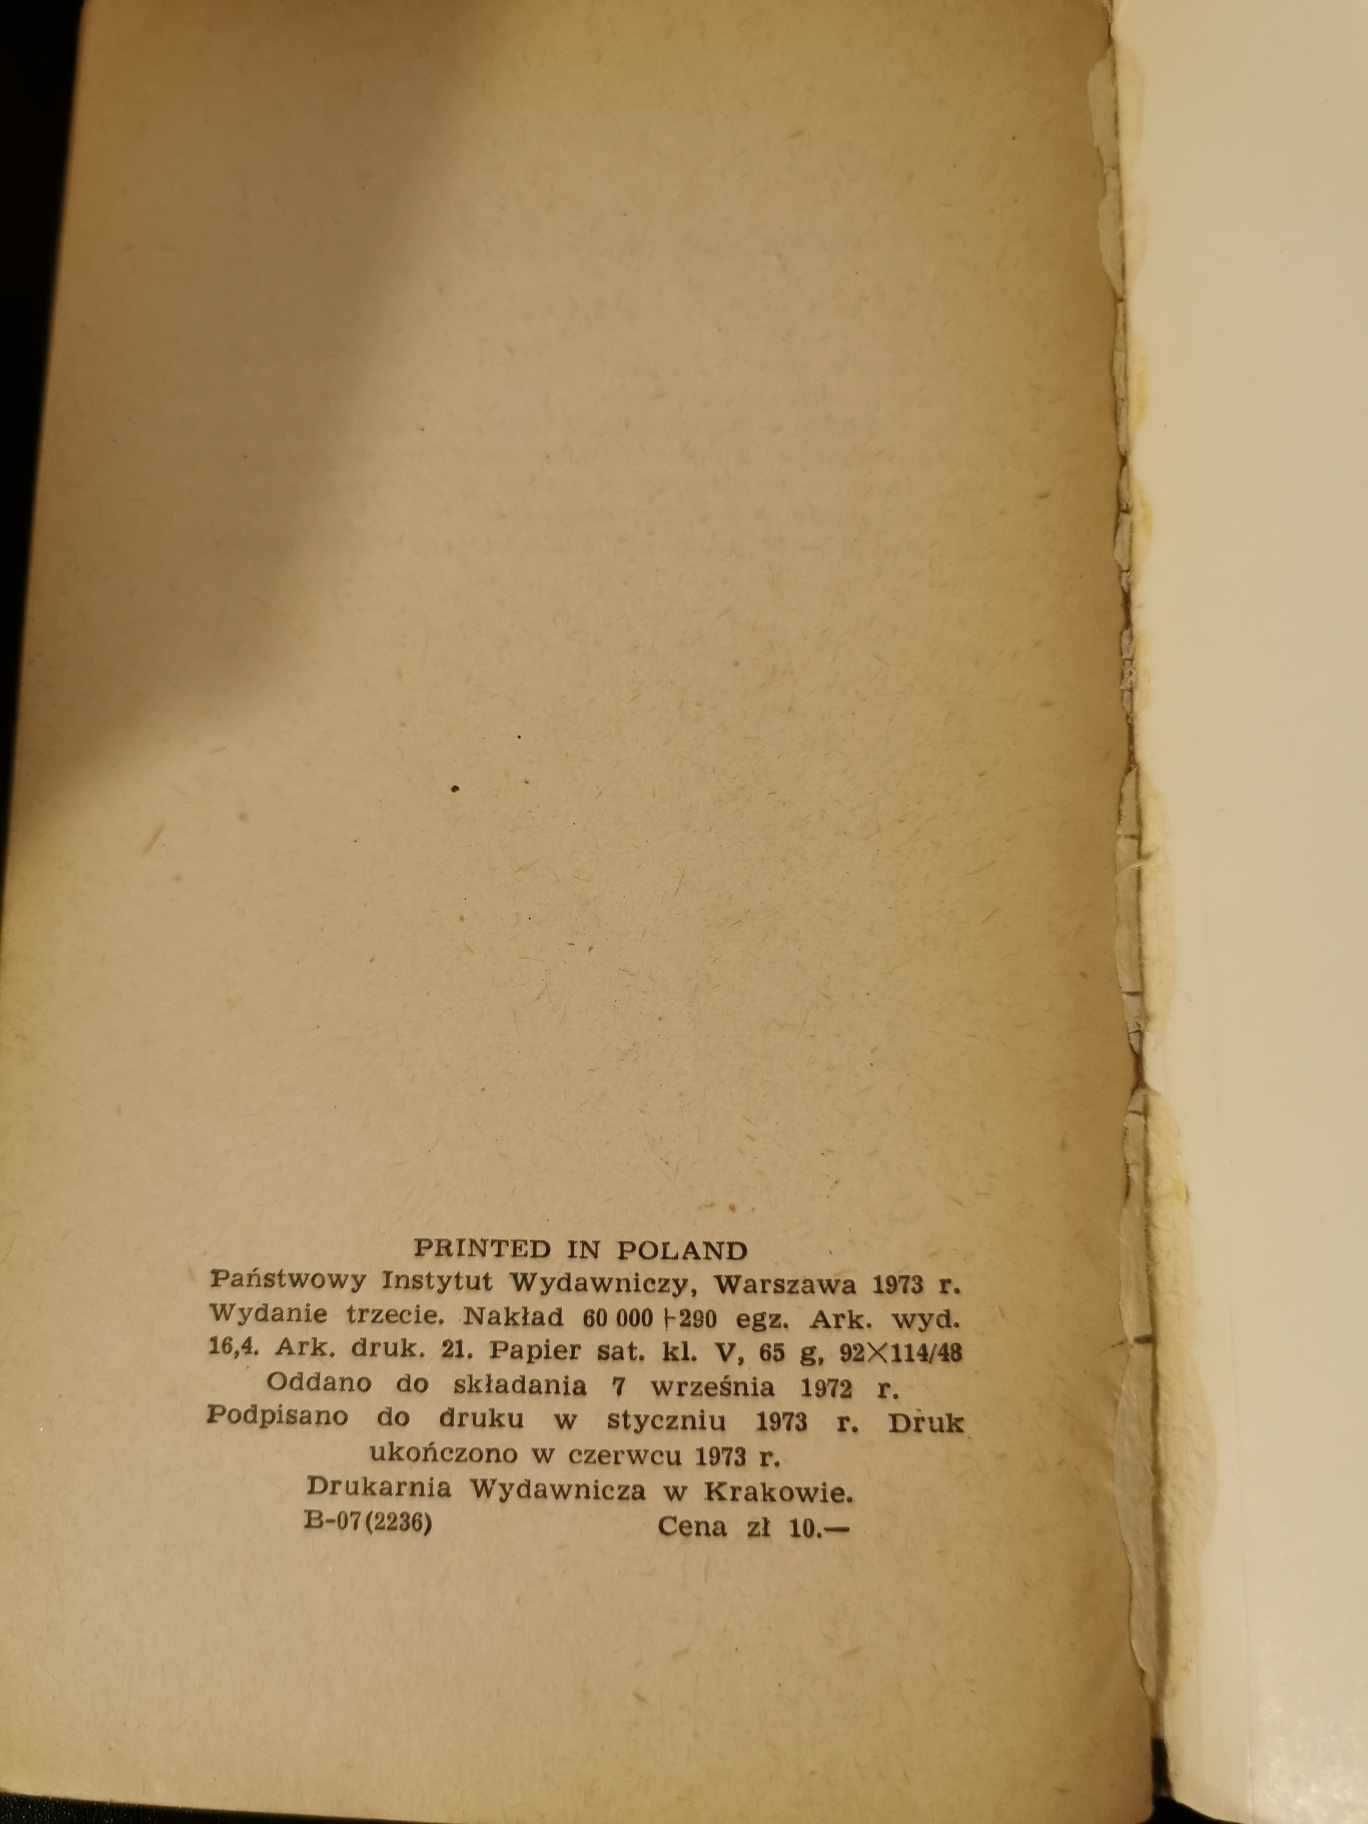 PRINTED IN POLAND
Państwowy Instytut Wydawniczy, Warszawa 1973 r.
Wydanie trzecie. Nakład 60 000+290 egz. Ark. wyd.
16,4. Ark. druk. 21. Papier sat. kl. V, 65 g, 92×114/48
Oddano do składania 7 września 1972 r.
Podpisano do druku w styczniu 1973 r. Druk
ukończono w czerwcu 1973 r.
Drukarnia Wydawnicza w Krakowie.
B-07(2236) Cena zł 10.—